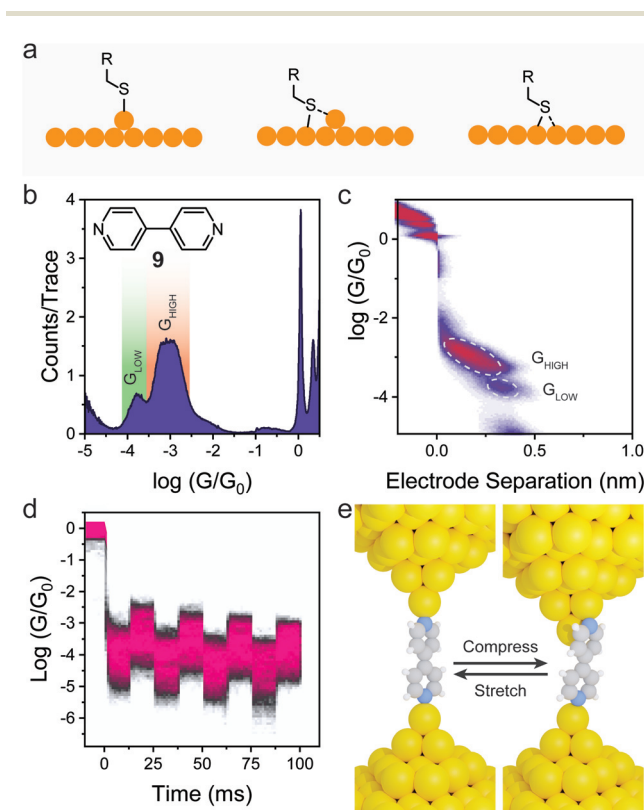 a
R
S
R
S
R
S
b
c
4
3
2
1
0
Counts/Trace
N
N
9
G_LOW
G_HIGH
-5
-4
-3
-2
-1
0
log (G/G₀)
0
-2
-4
log (G/G₀)
G_HIGH
G_LOW
0.0
0.5
1.0
Electrode Separation (nm)
d
e
0
-1
-2
-3
-4
-5
-6
Log (G/G₀)
0
25
50
75
100
Time (ms)
Compress
Stretch